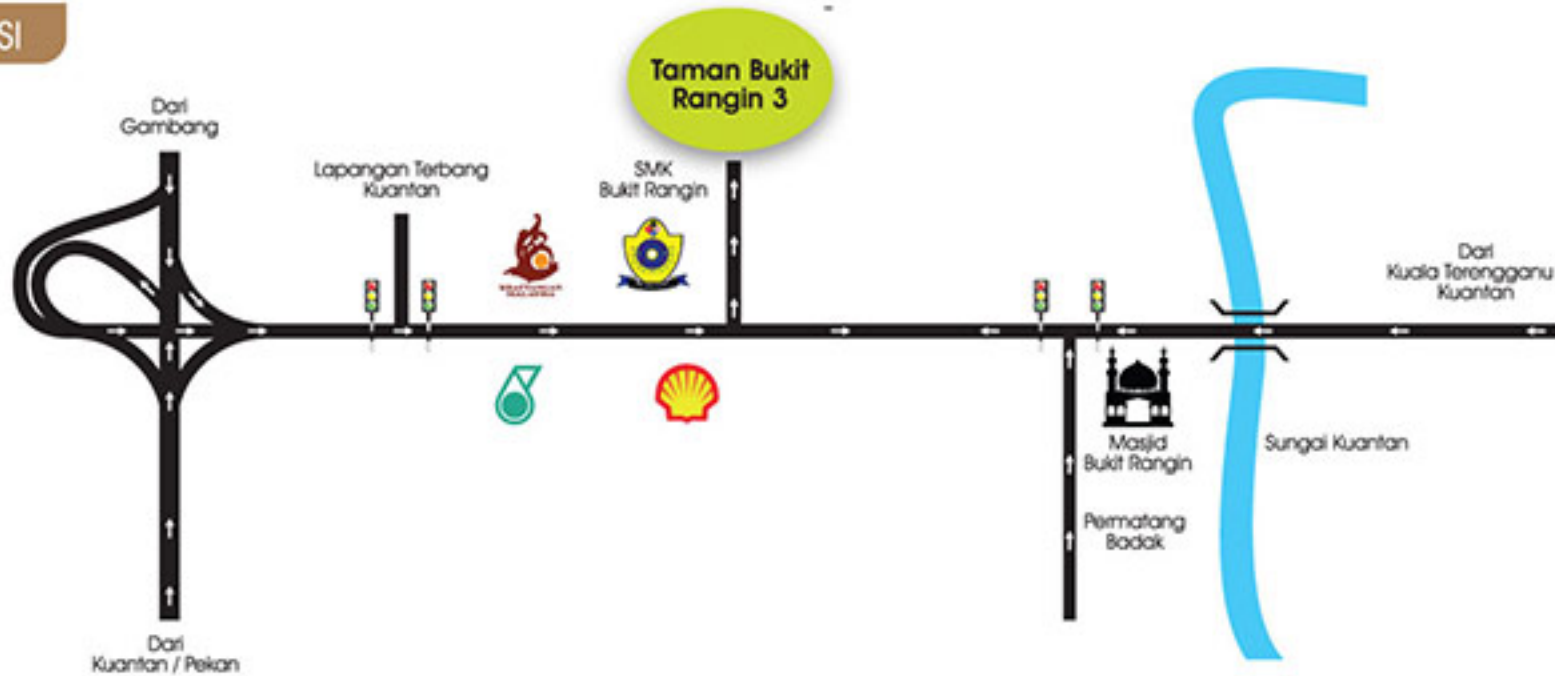 SI
Taman Bukit
Rangin 3
Dari
Gambang
Lapangan Terbang
Kuantan
SMK
Bukit Rangin
Dari
Kuala Terengganu
Kuantan
Masjid
Bukit Rangin
Sungai Kuantan
Permatang
Badak
Dari
Kuantan / Pekan